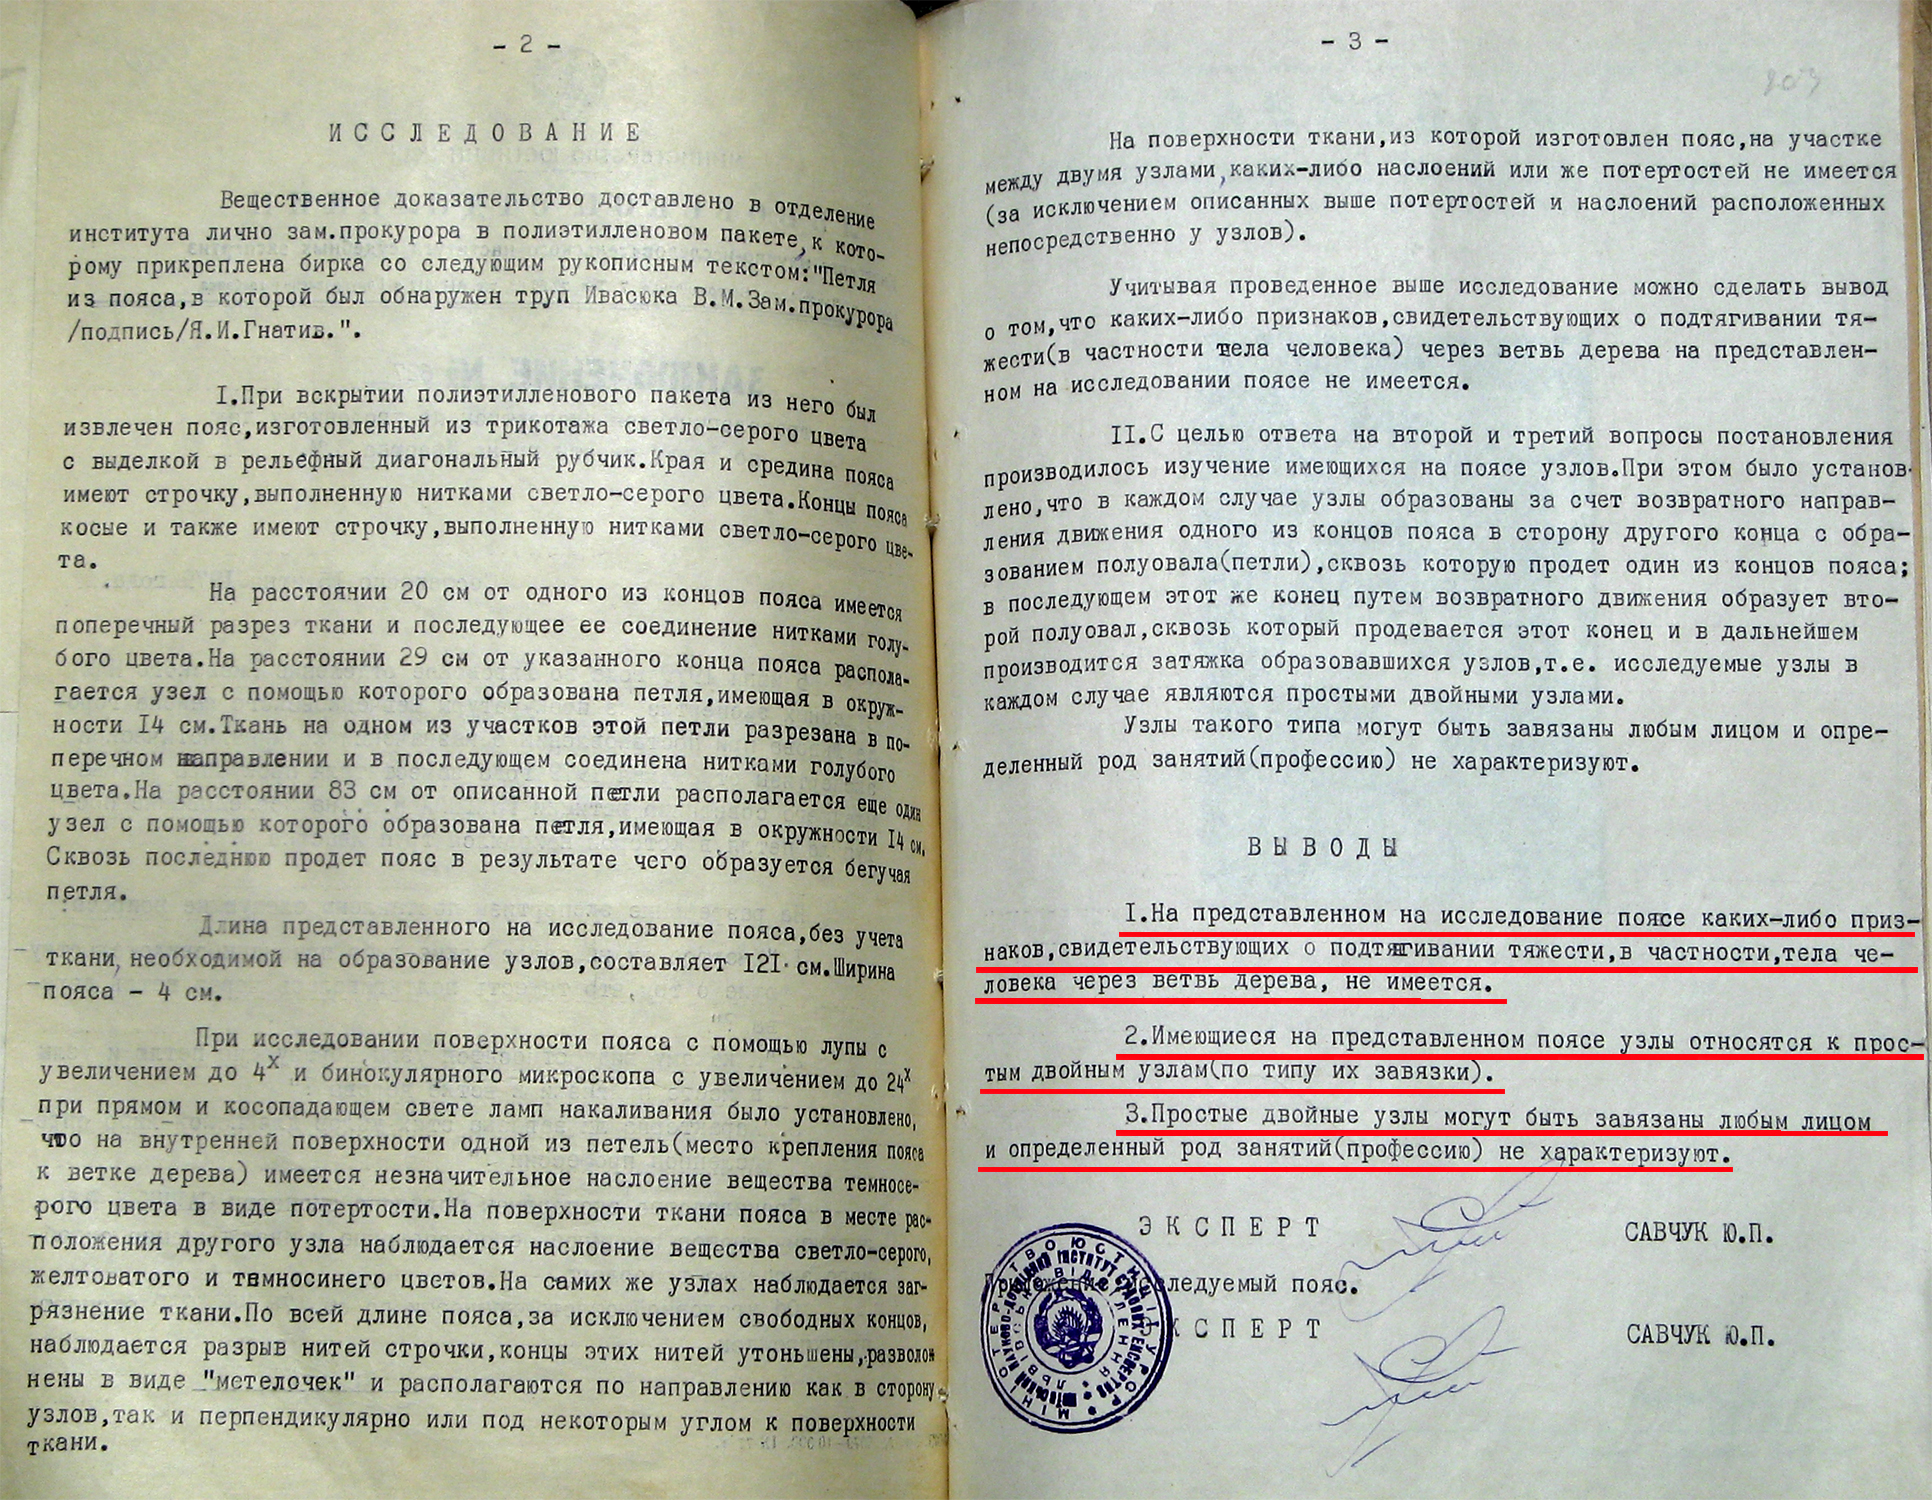 - 2 -
ИССЛЕДОВАНИЕ
Вещественное доказательство доставлено в отделение
института лично зам.прокурора в полиэтилленовом пакете,к кото-
рому прикреплена бирка со следующим рукописным текстом:"Петля
из пояса,в которой был обнаружен труп Ивасюка В.М.Зам.прокурора
/подпись/Я.И.Гнатив.".
I.При вскрытии полиэтилленового пакета из него был
извлечен пояс,изготовленный из трикотажа светло-серого цвета
с выделкой в рельефный диагональный рубчик.Края и средина пояса
имеют строчку,выполненную нитками светло-серого цвета.Концы пояса
косые и также имеют строчку,выполненную нитками светло-серого цве-
та.
На расстоянии 20 см от одного из концов пояса имеется
поперечный разрез ткани и последующее ее соединение нитками голу-
бого цвета.На расстоянии 29 см от указанного конца пояса распола-
гается узел с помощью которого образована петля,имеющая в окруж-
ности 14 см.Ткань на одном из участков этой петли разрезана в по-
перечном направлении и в последующем соединена нитками голубого
цвета.На расстоянии 83 см от описанной петли располагается еще один
узел с помощью которого образована петля,имеющая в окружности 14 см.
Сквозь последнюю продет пояс в результате чего образуется бегучая
петля.
Длина представленного на исследование пояса,без учета
ткани, необходимой на образование узлов,составляет 121 см.Ширина
пояса - 4 см.
При исследовании поверхности пояса с помощью лупы с
увеличением до 4х и бинокулярного микроскопа с увеличением до 24х
при прямом и косопадающем свете ламп накаливания было установлено,
что на внутренней поверхности одной из петель(место крепления пояса
к ветке дерева) имеется незначительное наслоение вещества темносе-
рого цвета в виде потертости.На поверхности ткани пояса в месте рас-
положения другого узла наблюдается наслоение вещества светло-серого,
желтоватого и темносинего цветов.На самих же узлах наблюдается заг-
рязнение ткани.По всей длине пояса,за исключением свободных концов,
наблюдается разрыв нитей строчки,концы этих нитей утоньшены,разволок
нены в виде "метелочек" и располагаются по направлению как в сторону
узлов,так и перпендикулярно или под некоторым углом к поверхности
ткани.
- 3 -
203
На поверхности ткани,из которой изготовлен пояс,на участке
между двумя узлами,каких-либо наслоений или же потертостей не имеется
(за исключением описанных выше потертостей и наслоений расположенных
непосредственно у узлов).
Учитывая проведенное выше исследование можно сделать вывод
о том,что каких-либо признаков,свидетельствующих о подтягивании тя-
жести(в частности тела человека) через ветвь дерева на представлен-
ном на исследовании поясе не имеется.
II.С целью ответа на второй и третий вопросы постановления
производилось изучение имеющихся на поясе узлов.При этом было установ-
лено,что в каждом случае узлы образованы за счет возвратного направ-
ления движения одного из концов пояса в сторону другого конца с обра-
зованием полуовала(петли),сквозь которую продет один из концов пояса;
в последующем этот же конец путем возвратного движения образует вто-
рой полуовал,сквозь который продевается этот конец и в дальнейшем
производится затяжка образовавшихся узлов,т.е. исследуемые узлы в
каждом случае являются простыми двойными узлами.
Узлы такого типа могут быть завязаны любым лицом и опре-
деленный род занятий(профессию) не характеризуют.
ВЫВОДЫ
I.На представленном на исследование поясе каких-либо приз-
наков,свидетельствующих о подтягивании тяжести,в частности,тела че-
ловека через ветвь дерева, не имеется.
2.Имеющиеся на представленном поясе узлы относятся к прос-
тым двойным узлам(по типу их завязки).
3.Простые двойные узлы могут быть завязаны любым лицом
и определенный род занятий(профессию) не характеризуют.
ЭКСПЕРТ САВЧУК Ю.П.
исследуемый пояс.
ЭКСПЕРТ САВЧУК Ю.П.